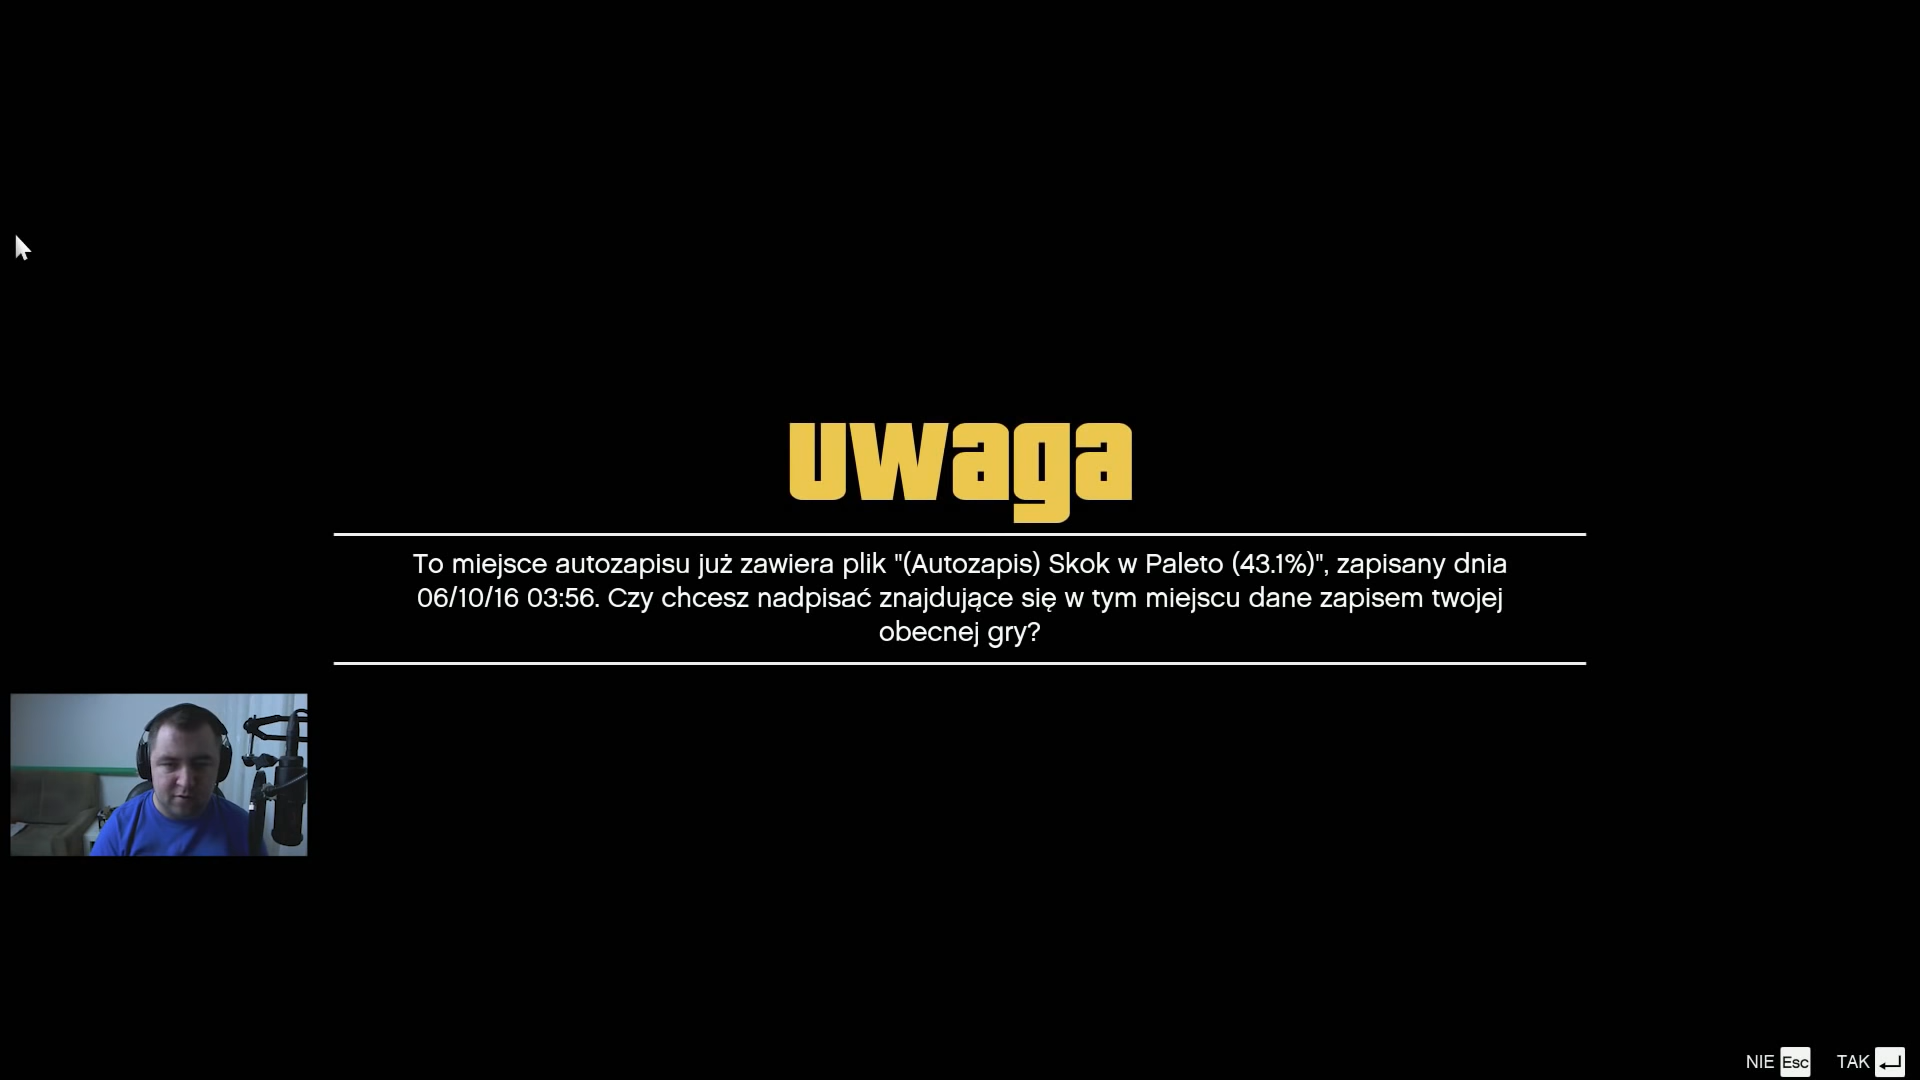 uwaga
To miejsce autozapisu już zawiera plik "(Autozapis) Skok w Paleto (43.1%)", zapisany dnia
06/10/16 03:56. Czy chcesz nadpisać znajdujące się w tym miejscu dane zapisem twojej
obecnej gry?
NIE Esc TAK